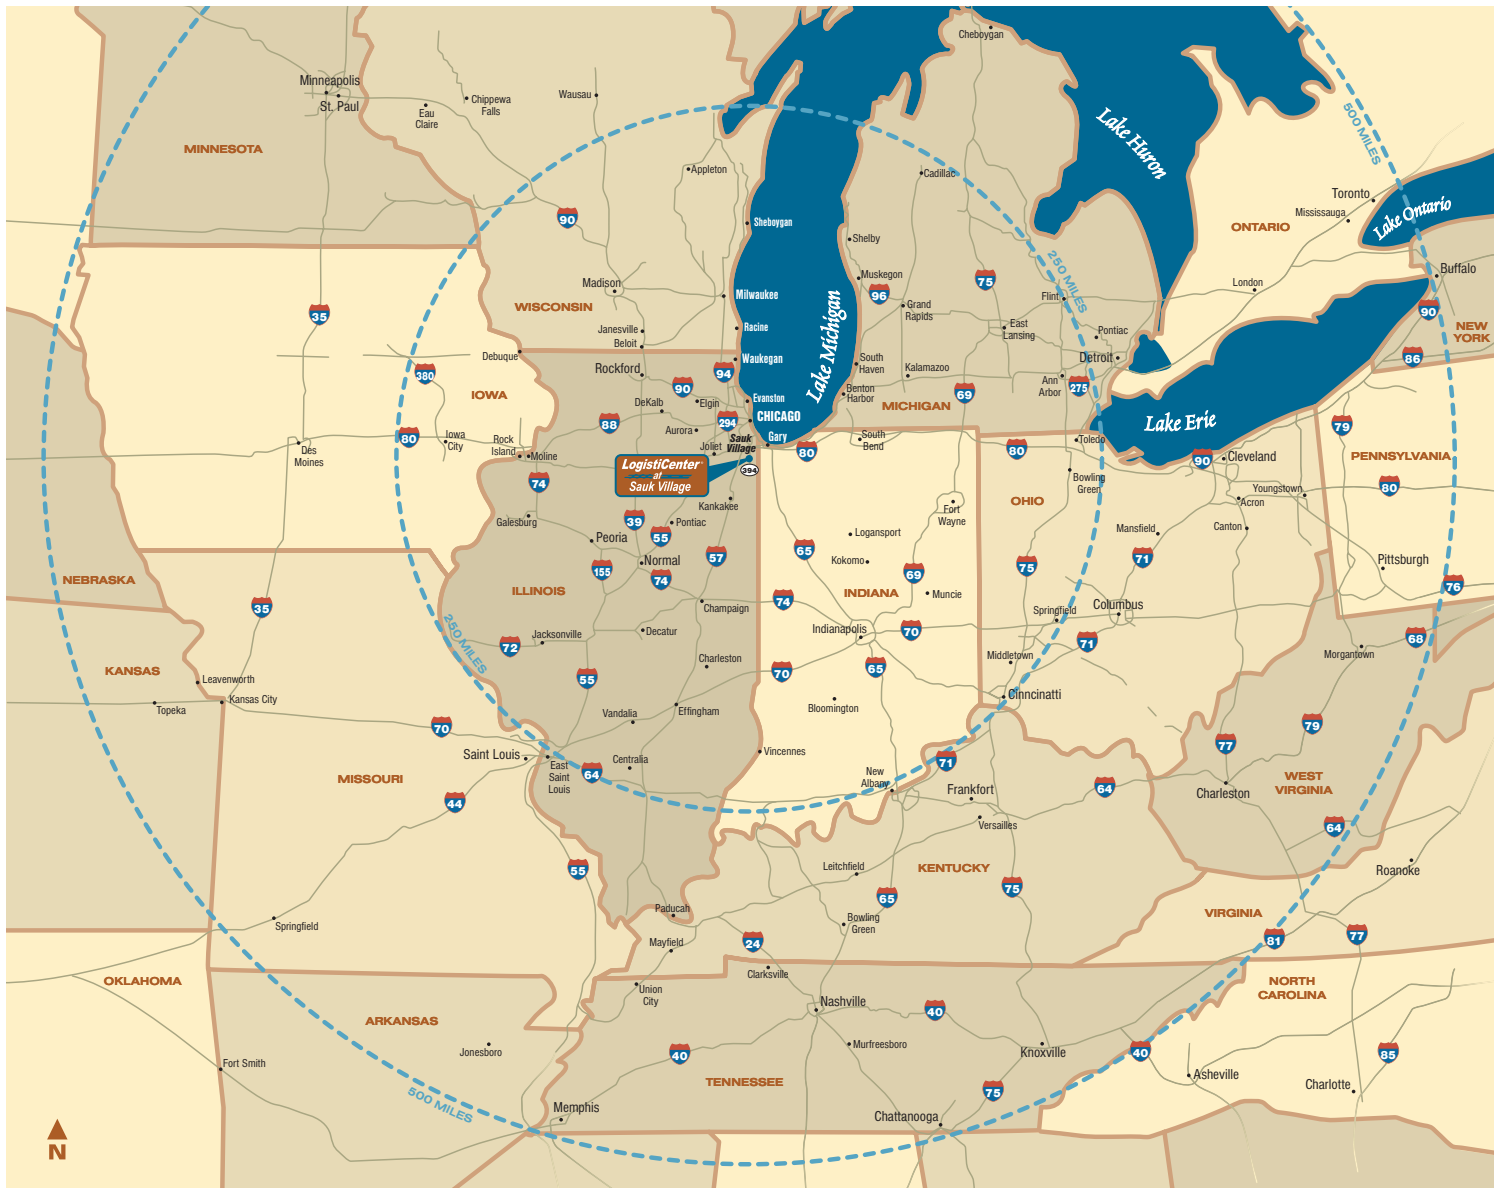 Cheboygan
Minneapolis
St. Paul
Eau
Claire
Chippewa
Falls
Wausau
500 MILES
Lake Huron
MINNESOTA
Appleton
Cadillac
Toronto
Mississauga
Lake Ontario
90
Sheboygan
Shelby
ONTARIO
250 MILES
Buffalo
Madison
Muskegon
75
London
WISCONSIN
Milwaukee
96
Grand
Rapids
Flint
90
35
Lake Michigan
Janesville
Beloit
Racine
East
Lansing
Pontiac
NEW
YORK
Debuque
Waukegan
South
Haven
Detroit
86
380
Rockford
94
Kalamazoo
Ann
Arbor
275
90
Benton
Harbor
69
IOWA
DeKalb
Elgin
Evanston
MICHIGAN
88
294
CHICAGO
Lake Erie
79
80
Iowa
City
Rock
Island
Moline
Aurora
Joliet
Sauk
Village
Gary
80
South
Bend
80
Toledo
Des
Moines
LogistiCenter
at
Sauk Village
394
90
Cleveland
PENNSYLVANIA
74
Bowling
Green
Youngstown
80
Kankakee
OHIO
Acron
Galesburg
39
Pontiac
Fort
Wayne
Mansfield
Canton
Peoria
55
Logansport
65
Normal
57
Kokomo
71
Pittsburgh
NEBRASKA
155
74
69
75
76
ILLINOIS
INDIANA
Muncie
35
Champaign
74
Springfield
Columbus
250 MILES
Jacksonville
Decatur
Indianapolis
70
71
68
72
Charleston
Middletown
Morgantown
KANSAS
Leavenworth
55
70
65
Kansas City
Cinncinatti
Topeka
Vandalia
Effingham
Bloomington
79
70
77
Saint Louis
East
Saint
Louis
Centralia
Vincennes
71
64
New
Albany
WEST
VIRGINIA
MISSOURI
Frankfort
64
Charleston
44
Versailles
64
55
Leitchfield
KENTUCKY
Roanoke
65
75
Paducah
Springfield
Bowling
Green
VIRGINIA
Mayfield
24
81
77
Clarksville
OKLAHOMA
Union
City
NORTH
CAROLINA
Nashville
40
ARKANSAS
Jonesboro
40
Murfreesboro
Knoxville
40
85
Fort Smith
Asheville
TENNESSEE
75
Charlotte
500 MILES
Memphis
Chattanooga
N